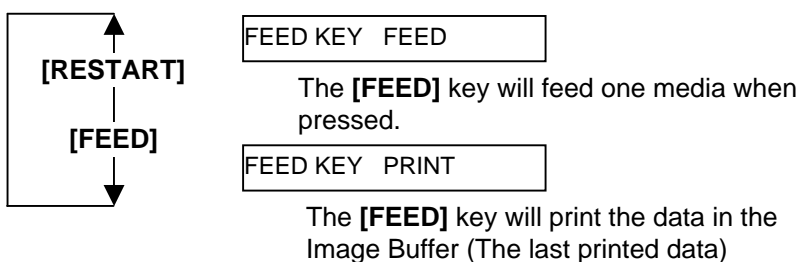 [RESTART]
[FEED]
FEED KEY FEED
The [FEED] key will feed one media when
pressed.
FEED KEY PRINT
The [FEED] key will print the data in the
Image Buffer (The last printed data)